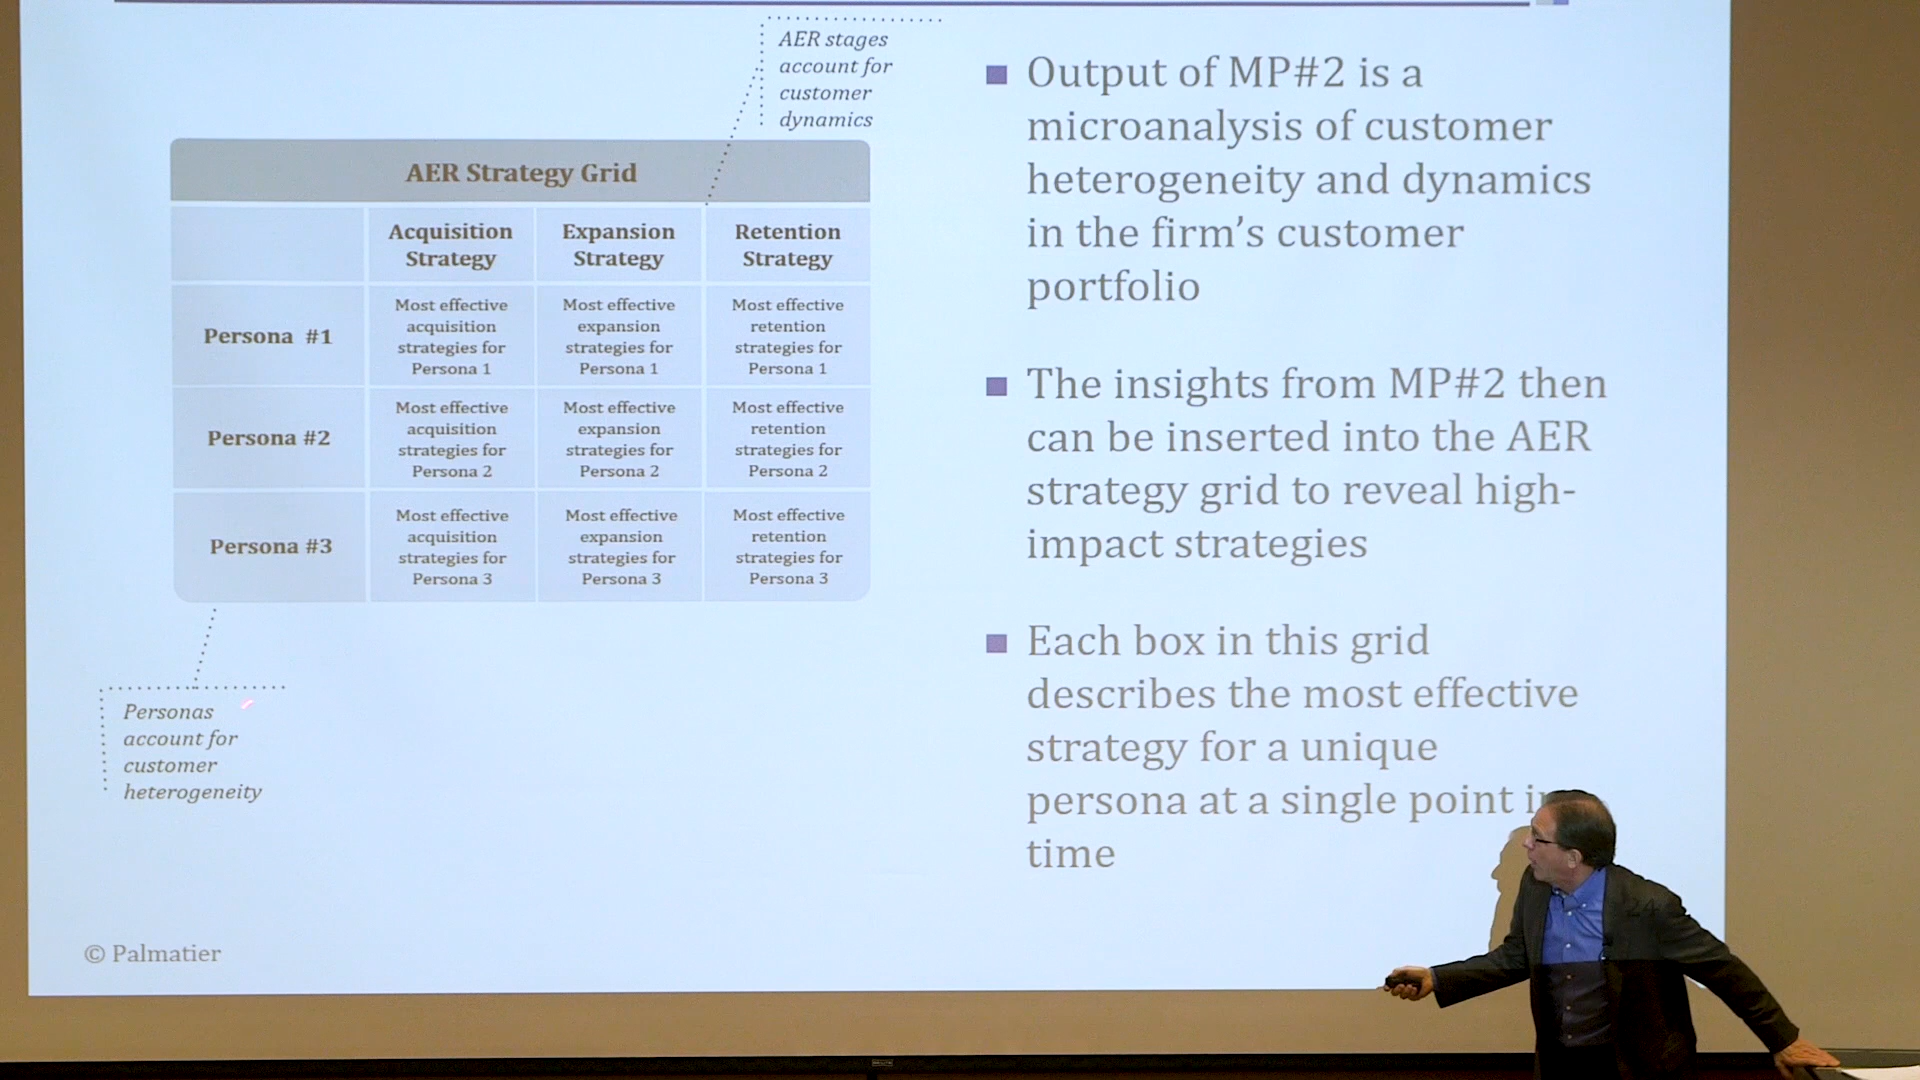 AER stages
account for
customer
dynamics
AER Strategy Grid
Acquisition
Strategy
Expansion
Strategy
Retention
Strategy
Persona #1
Most effective
acquisition
strategies for
Persona 1
Most effective
expansion
strategies for
Persona 1
Most effective
retention
strategies for
Persona 1
Persona #2
Most effective
acquisition
strategies for
Persona 2
Most effective
expansion
strategies for
Persona 2
Most effective
retention
strategies for
Persona 2
Persona #3
Most effective
acquisition
strategies for
Persona 3
Most effective
expansion
strategies for
Persona 3
Most effective
retention
strategies for
Persona 3
Personas
account for
customer
heterogeneity
Output of MP#2 is a
microanalysis of customer
heterogeneity and dynamics
in the firm’s customer
portfolio
The insights from MP#2 then
can be inserted into the AER
strategy grid to reveal high-
impact strategies
Each box in this grid
describes the most effective
strategy for a unique
persona at a single point in
time
© Palmatier
24